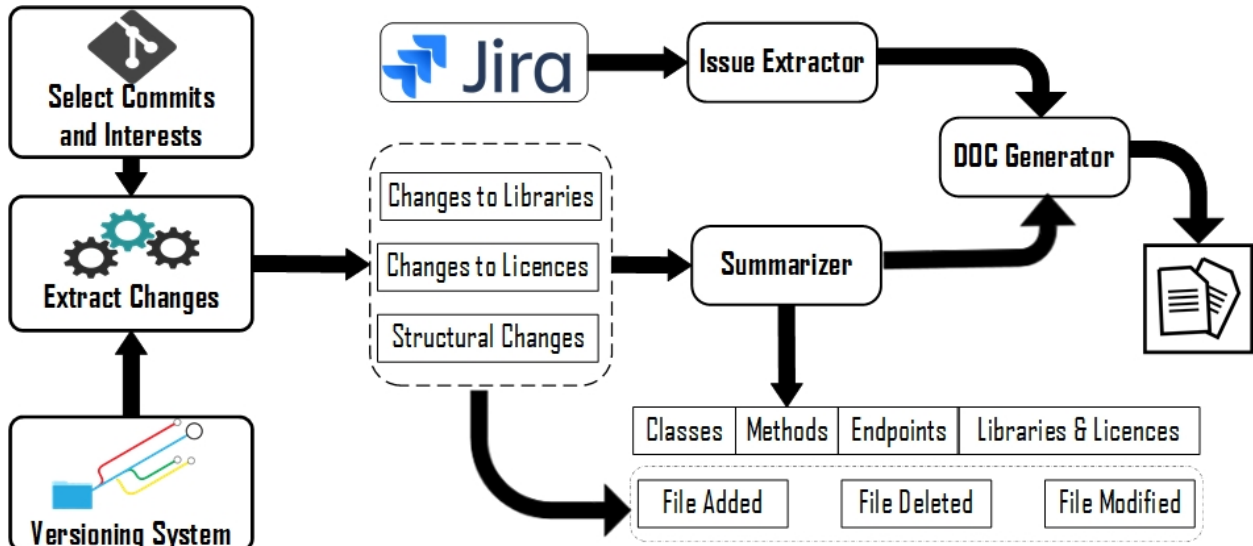 Select Commits
and Interests
Extract Changes
Versioning System
Jira
Issue Extractor
DOC Generator
Changes to Libraries
Changes to Licences
Structural Changes
Summarizer
Classes
Methods
Endpoints
Libraries & Licences
File Added
File Deleted
File Modified